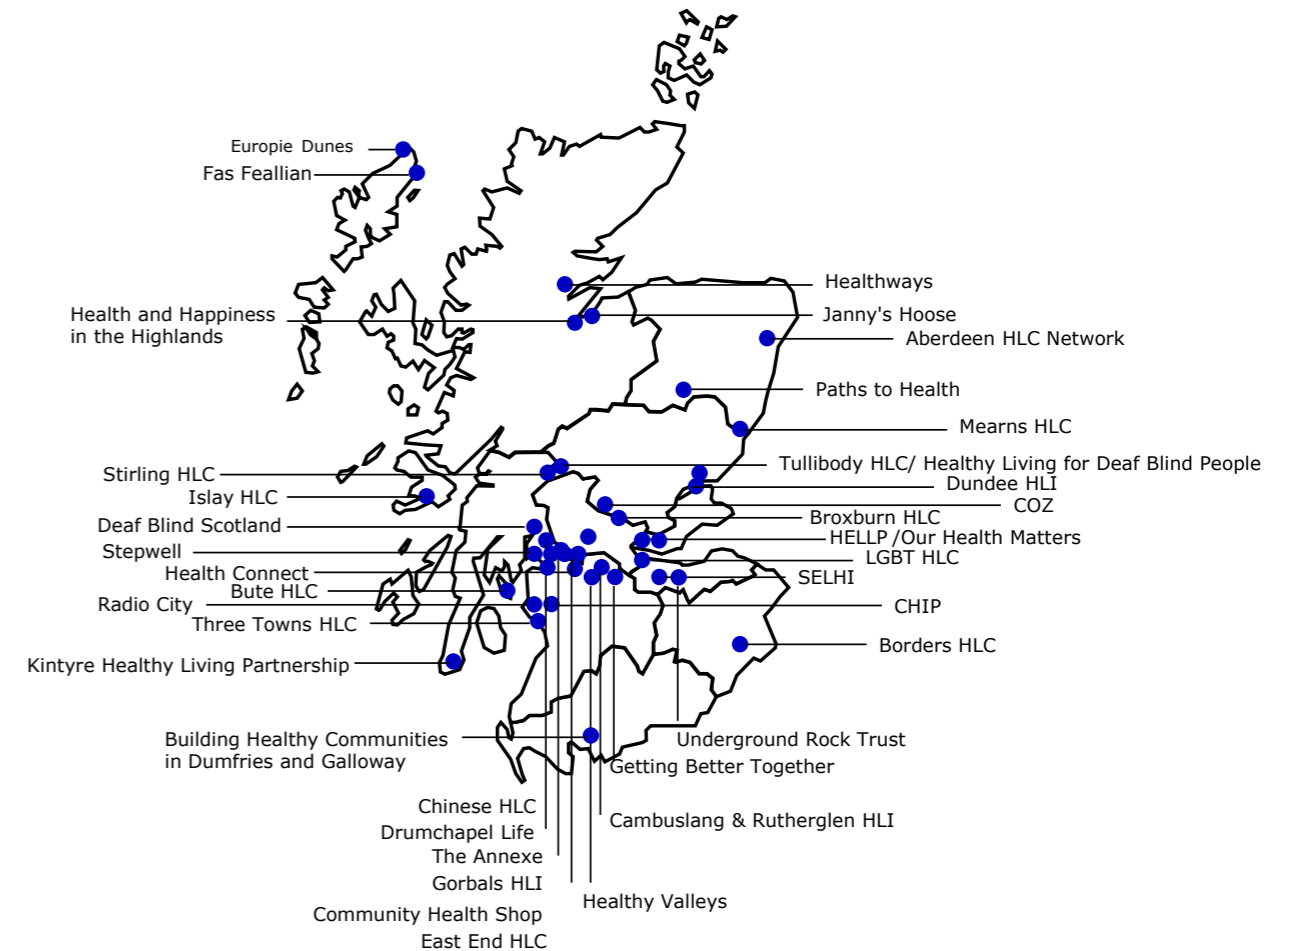 Europie Dunes
Fas Feallian
Healthways
Health and Happiness
in the Highlands
Janny's Hoose
Aberdeen HLC Network
Paths to Health
Mearns HLC
Tullibody HLC/ Healthy Living for Deaf Blind People
Stirling HLC
Dundee HLI
Islay HLC
COZ
Broxburn HLC
Deaf Blind Scotland
HELLP /Our Health Matters
Stepwell
LGBT HLC
Health Connect
SELHI
Bute HLC
Radio City
CHIP
Three Towns HLC
Borders HLC
Kintyre Healthy Living Partnership
Building Healthy Communities
in Dumfries and Galloway
Underground Rock Trust
Getting Better Together
Chinese HLC
Cambuslang & Rutherglen HLI
Drumchapel Life
The Annexe
Gorbals HLI
Healthy Valleys
Community Health Shop
East End HLC